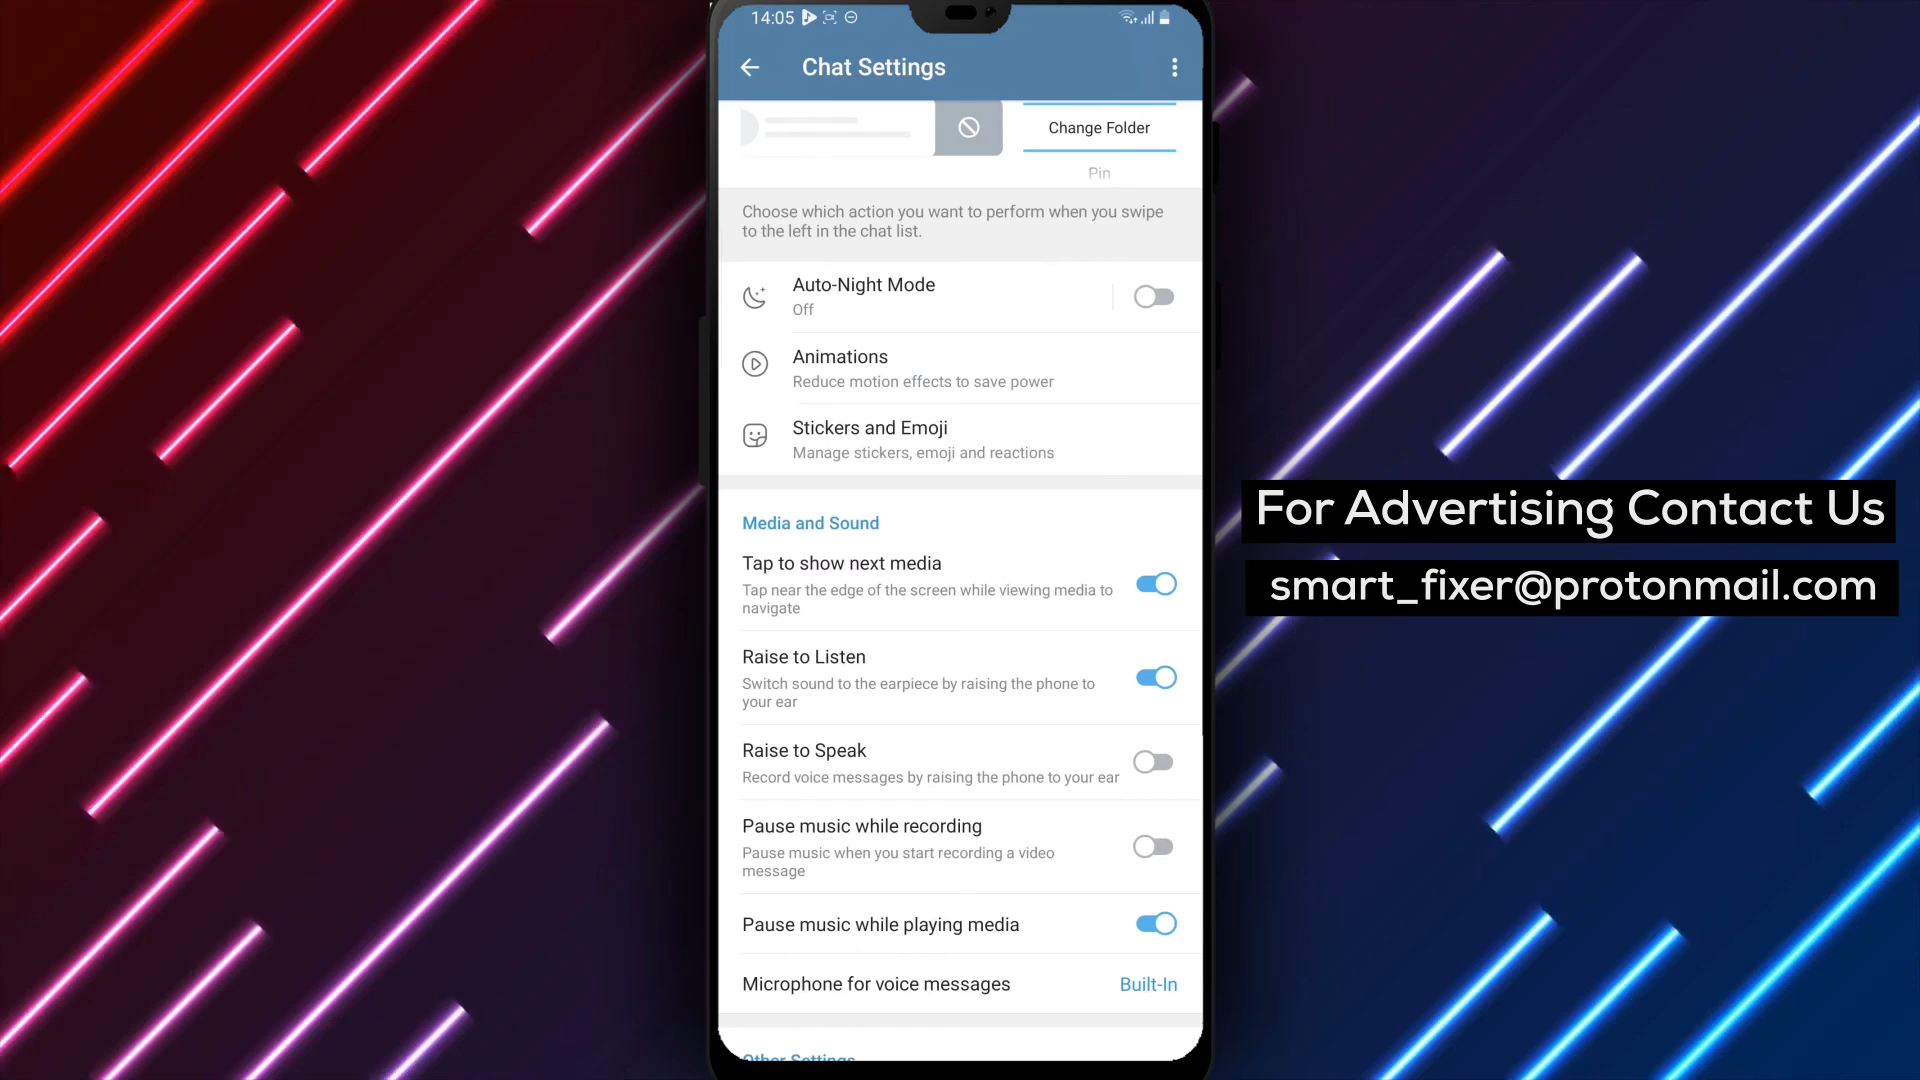 14:05
Chat Settings
Change Folder
Pin
Choose which action you want to perform when you swipe
to the left in the chat list.
Auto-Night Mode
Off
Animations
Reduce motion effects to save power
Stickers and Emoji
Manage stickers, emoji and reactions
Media and Sound
Tap to show next media
Tap near the edge of the screen while viewing media to
navigate
Raise to Listen
Switch sound to the earpiece by raising the phone to
your ear
Raise to Speak
Record voice messages by raising the phone to your ear
Pause music while recording
Pause music when you start recording a video
message
Pause music while playing media
Microphone for voice messages
Built-In
Other Settings
For Advertising Contact Us
smart_fixer@protonmail.com